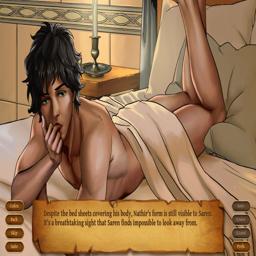 Despite the bed sheets covering his body, Nathir's form is still visible to Saren.
It's a breathtaking sight that Saren finds impossible to look away from.
Skip